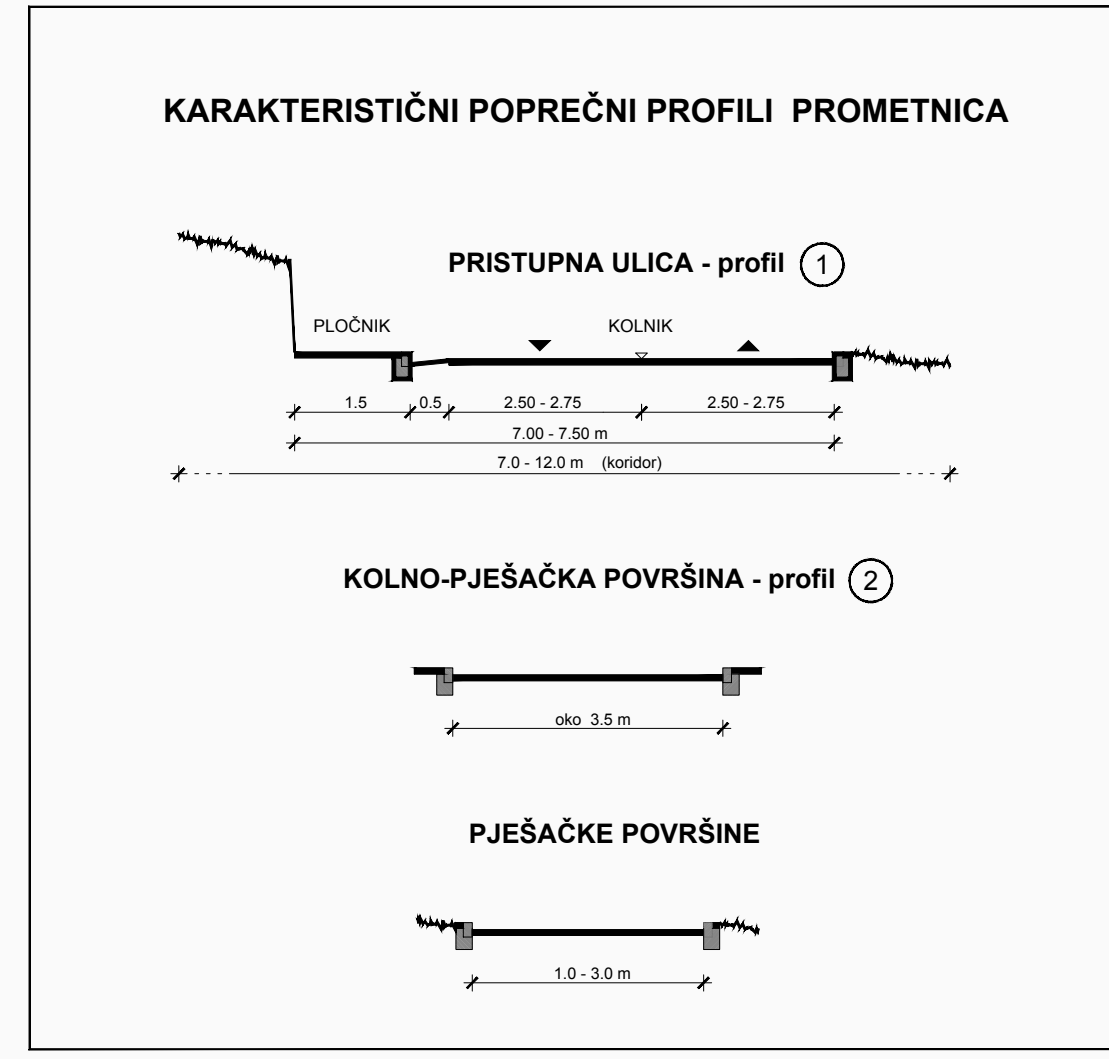 KARAKTERISTIČNI POPREČNI PROFILI PROMETNICA
PRISTUPNA ULICA - profil 1
PLOČNIK KOLNIK
1.5 0.5 2.50 - 2.75 2.50 - 2.75
7.00 - 7.50 m
7.0 - 12.0 m (koridor)
KOLNO-PJEŠAČKA POVRŠINA - profil 2
oko 3.5 m
PJEŠAČKE POVRŠINE
1.0 - 3.0 m